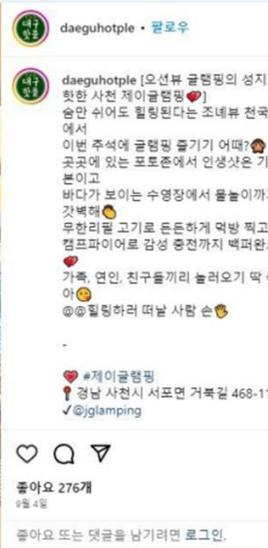 대구
핫플
daeguhotple • 팔로우
대구
핫플
daeguhotple [오션뷰 글램핑의 성지
핫한 사천 제이글램핑💕]
숨만 쉬어도 힐링된다는 조녜뷰 천국
에서
이번 추석에 글램핑 즐기기 어때?🙈
곳곳에 있는 포토존에서 인생샷은 기
본이고
바다가 보이는 수영장에서 물놀이까
갓벽해👏
무한리필 고기로 든든하게 먹방 찍고
캠프파이어로 감성 충전까지 백퍼완
💕
가족, 연인, 친구들끼리 놀러오기 딱
아😘
@@힐링하러 떠날 사람 손👋
-
💗 #제이글램핑
📍 경남 사천시 서포면 거북길 468-11
✓@jglamping
좋아요 276개
9월 4일
좋아요 또는 댓글을 남기려면 로그인.